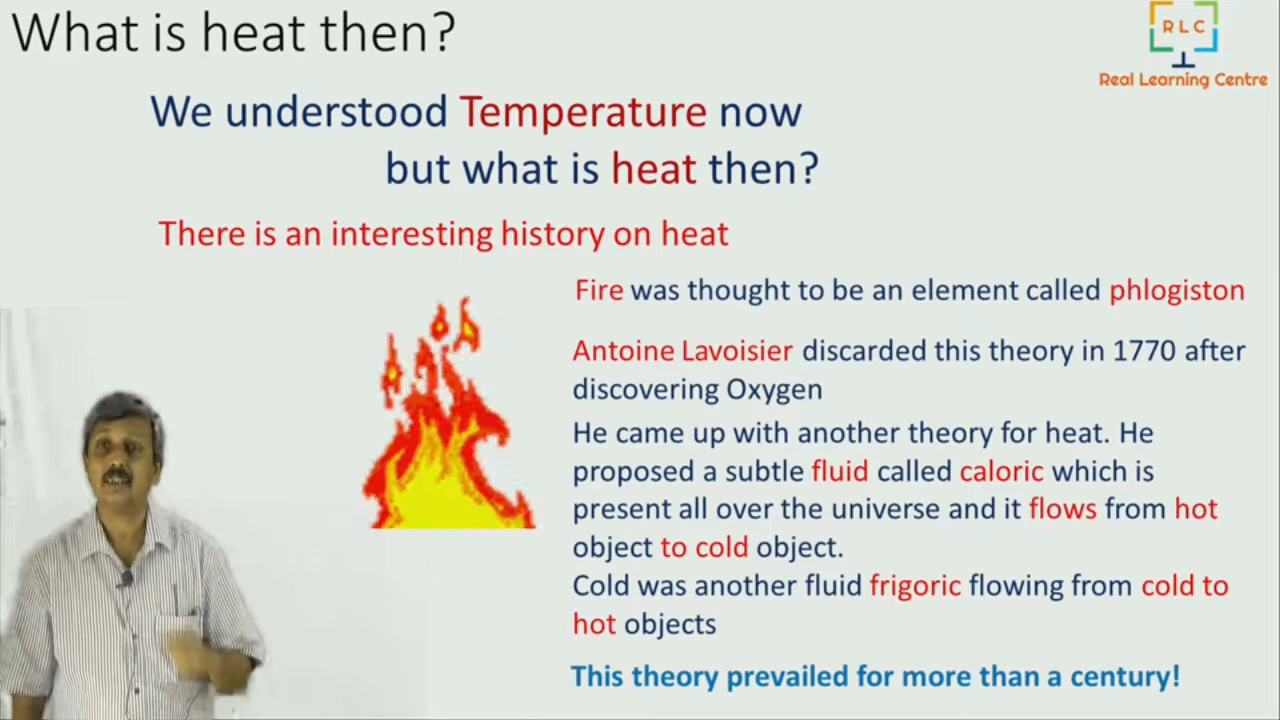 What is heat then?
RLC
Real Learning Centre
We understood Temperature now
but what is heat then?
There is an interesting history on heat
Fire was thought to be an element called phlogiston
Antoine Lavoisier discarded this theory in 1770 after
discovering Oxygen
He came up with another theory for heat. He
proposed a subtle fluid called caloric which is
present all over the universe and it flows from hot
object to cold object.
Cold was another fluid frigoric flowing from cold to
hot objects
This theory prevailed for more than a century!